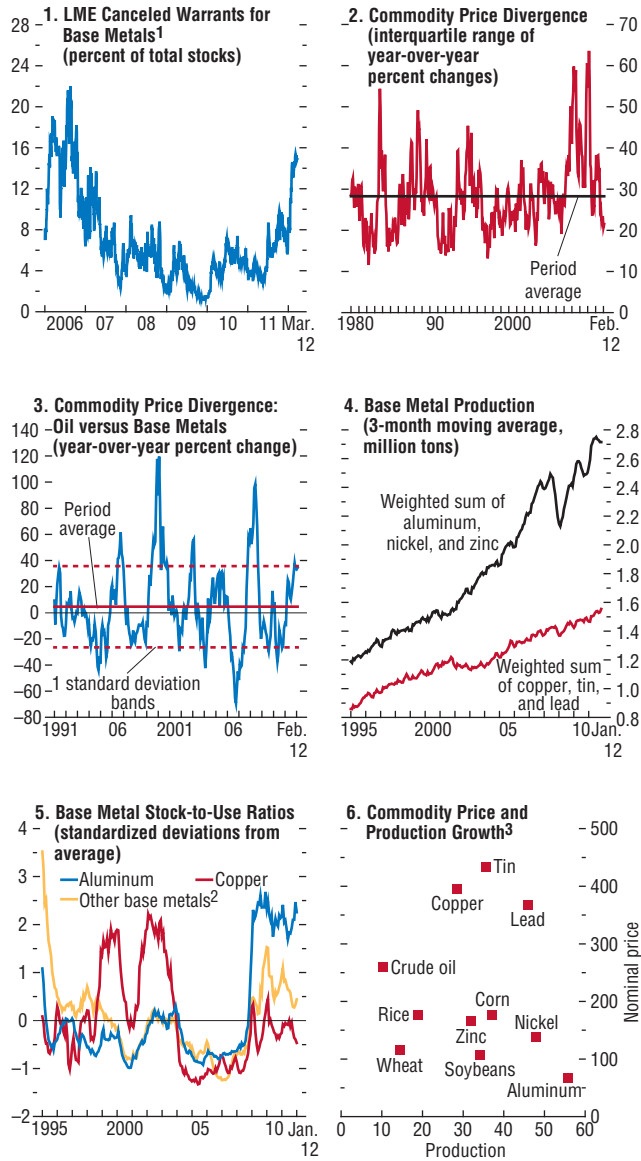 1. LME Canceled Warrants for
Base Metals1
(percent of total stocks)
28
24
20
16
12
8
4
0
2006 07 08 09 10 11 Mar.
12
2. Commodity Price Divergence
(interquartile range of
year-over-year
percent changes)
70
60
50
40
30
20
10
0
Period
average
1980 90 2000 Feb.
12
3. Commodity Price Divergence:
Oil versus Base Metals
(year-over-year percent change)
140
120
100
80
60
40
20
0
–20
–40
–60
–80
Period
average
1 standard deviation
bands
1991 06 2001 06 Feb.
12
4. Base Metal Production
(3-month moving average,
million tons)
2.8
2.6
2.4
2.2
2.0
1.8
1.6
1.4
1.2
1.0
0.8
Weighted sum of
aluminum,
nickel, and zinc
Weighted sum
of copper, tin,
and lead
1995 2000 05 10 Jan.
12
5. Base Metal Stock-to-Use Ratios
(standardized deviations from
average)
4
3
2
1
0
–1
–2
Aluminum Copper
Other base metals2
1995 2000 05 10 Jan.
12
6. Commodity Price and
Production Growth3
500
400
300
200
100
0
Nominal price
Tin
Copper
Lead
Crude oil
Rice
Corn
Zinc
Nickel
Wheat
Soybeans
Aluminum
0 10 20 30 40 50 60
Production